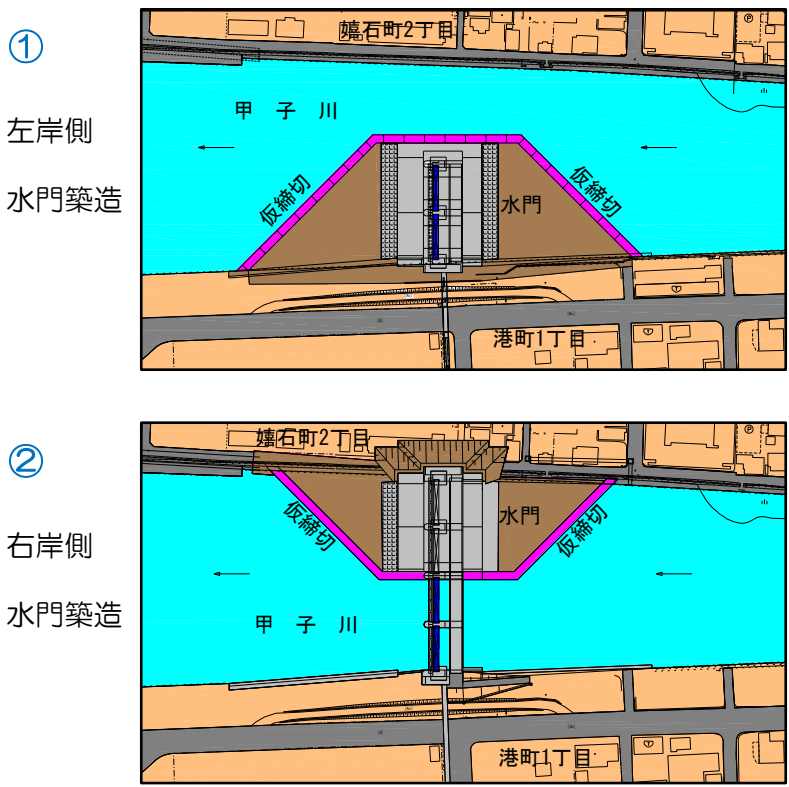 ①
左岸側
水門築造
嬉石町2丁目
甲子川
仮締切
仮締切
水門
港町1丁目
②
右岸側
水門築造
嬉石町2丁目
仮締切
水門
仮締切
甲子川
港町1丁目